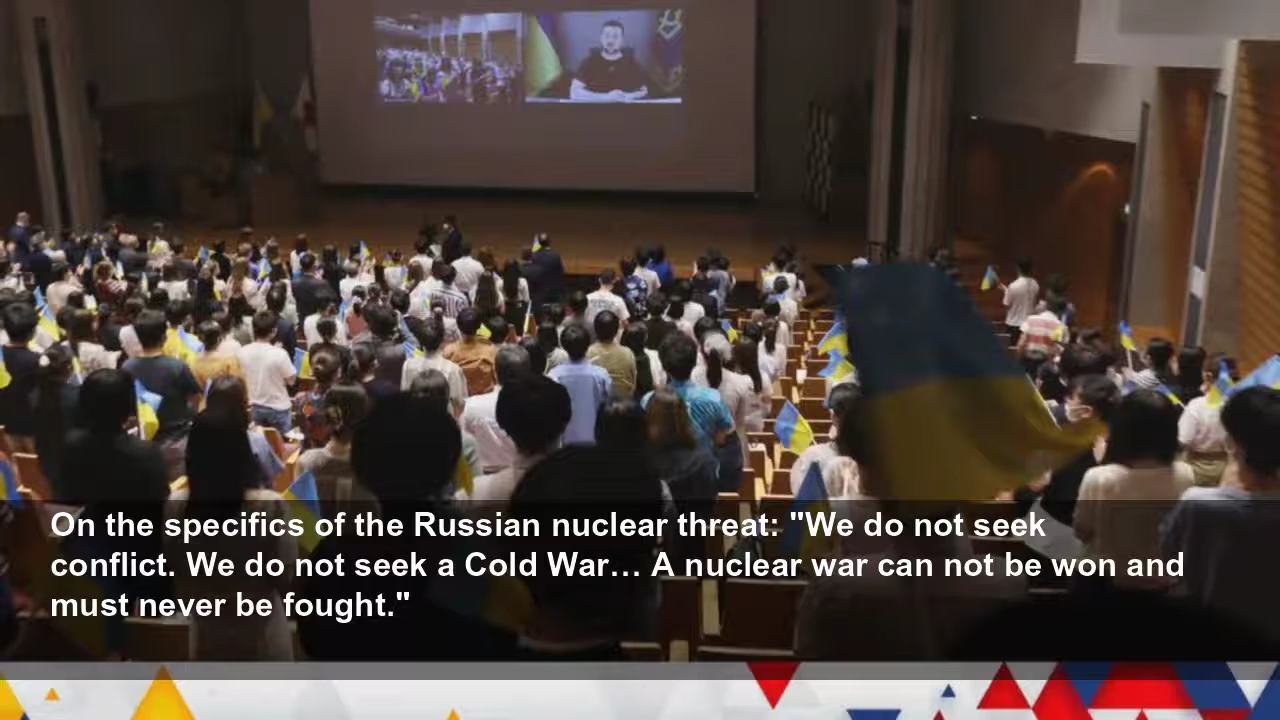 On the specifics of the Russian nuclear threat: "We do not seek
conflict. We do not seek a Cold War… A nuclear war can not be won and
must never be fought."